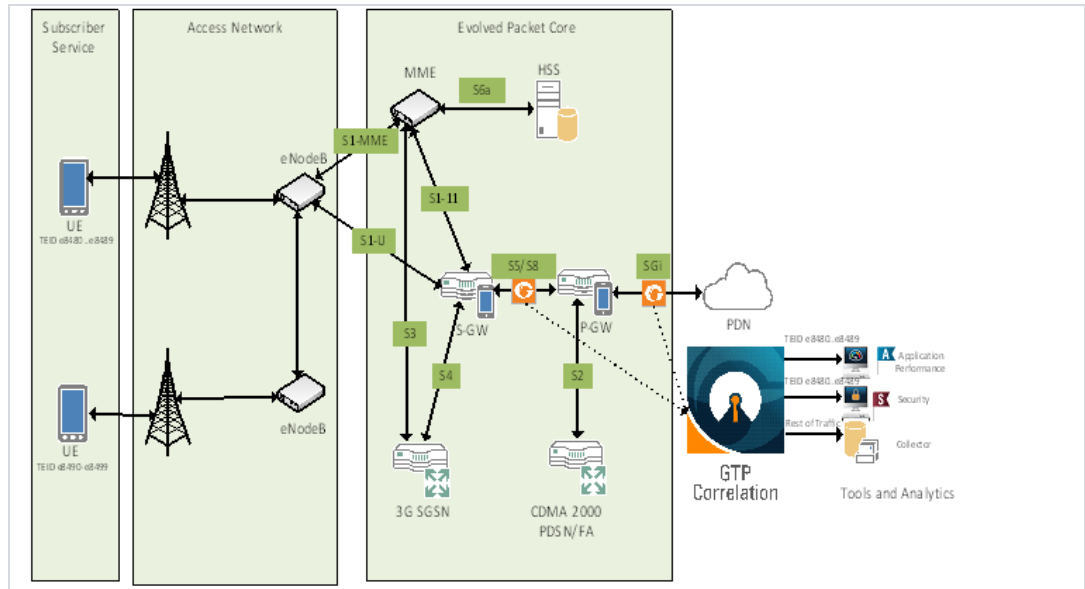 Subscriber
Service
Access Network
Evolved Packet Core
MME
HSS
S6a
S1-MME
eNodeB
UE
TEID e8480..e8489
S1-11
S1-U
S5/S8
SGi
S-GW
P-GW
PDN
S3
S4
S2
TEID e8480..e8489
Application
Performance
A
TEID e8480..e8489
S
Security
Rest of Traffic
Collector
eNodeB
UE
TEID e8490-e8499
GTP
Correlation
Tools and Analytics
3G SGSN
CDMA 2000
PDSN/FA